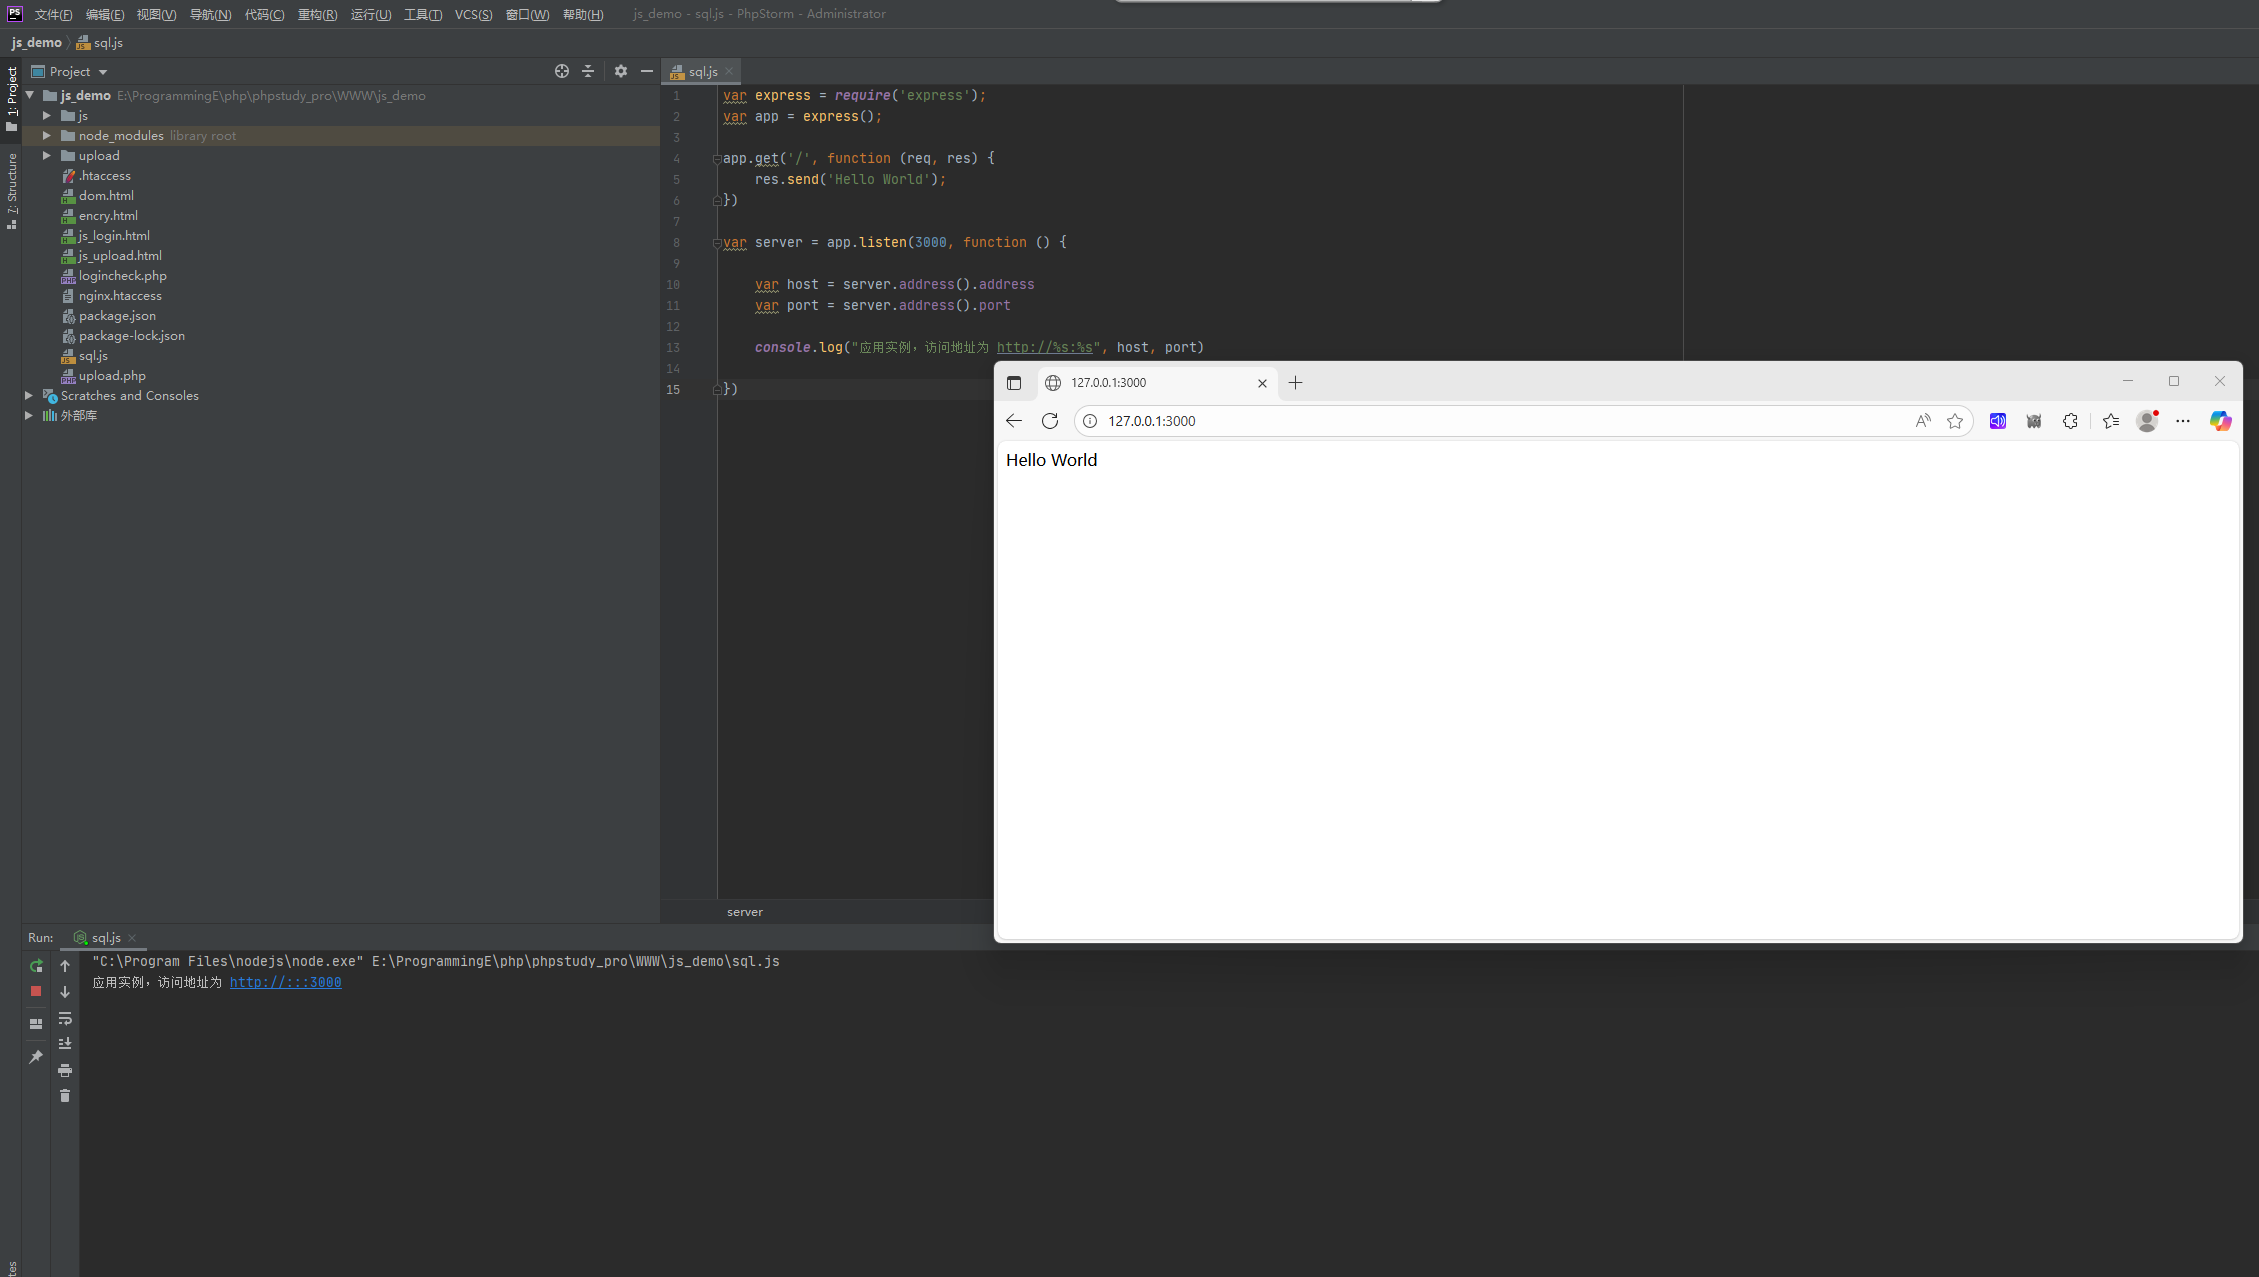 PS 文件(F) 编辑(E) 视图(V) 导航(N) 代码(C) 重构(R) 运行(U) 工具(T) VCS(S) 窗口(W) 帮助(H) js_demo - sql.js - PhpStorm - Administrator
js_demo sql.js
1: Project
7: Structure
Project
js_demo E:\ProgrammingE\php\phpstudy_pro\WWW\js_demo
js
node_modules library root
upload
.htaccess
dom.html
encry.html
js_login.html
js_upload.html
logincheck.php
nginx.htaccess
package.json
package-lock.json
sql.js
upload.php
Scratches and Consoles
外部库
sql.js
1 var express = require('express');
2 var app = express();
3
4 app.get('/', function (req, res) {
5 res.send('Hello World');
6 })
7
8 var server = app.listen(3000, function () {
9
10 var host = server.address().address
11 var port = server.address().port
12
13 console.log("应用实例，访问地址为 http://%s:%s", host, port)
14
15 })
server
127.0.0.1:3000
127.0.0.1:3000
Hello World
Run: sql.js
"C:\Program Files\nodejs\node.exe" E:\ProgrammingE\php\phpstudy_pro\WWW\js_demo\sql.js
应用实例，访问地址为 http://:::3000